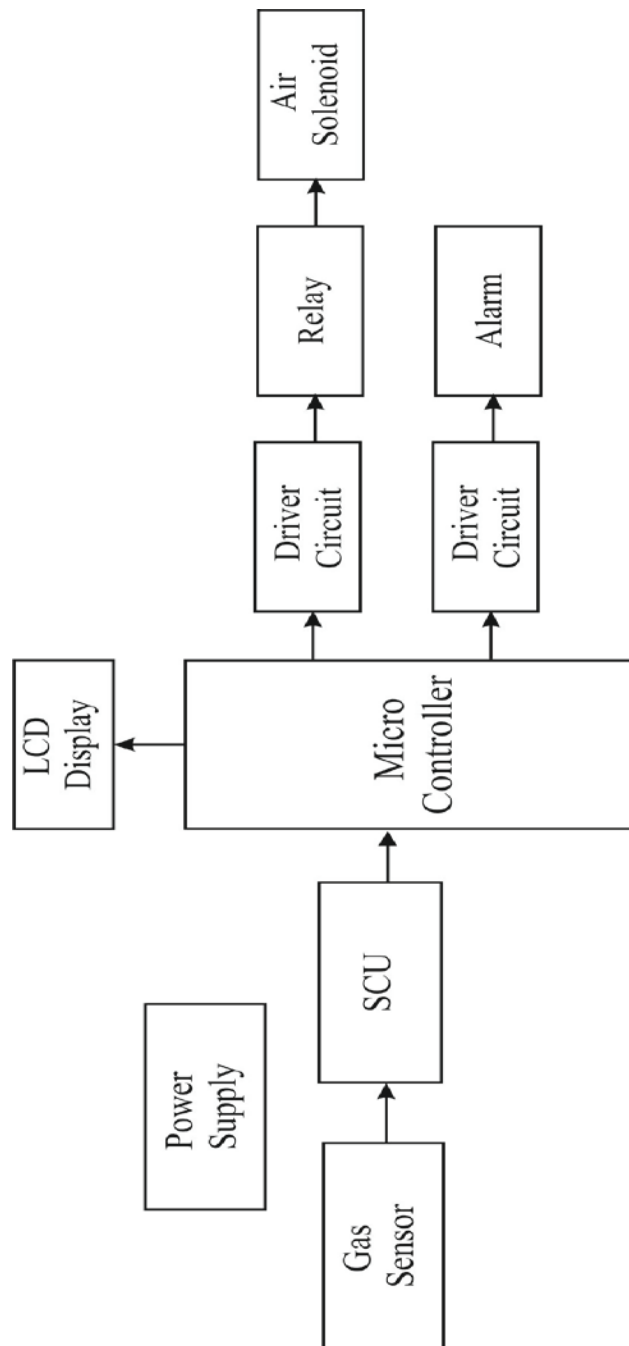 Gas
Sensor
Power
Supply
SCU
LCD
Display
Micro
Controller
Driver
Circuit
Relay
Air
Solenoid
Driver
Circuit
Alarm